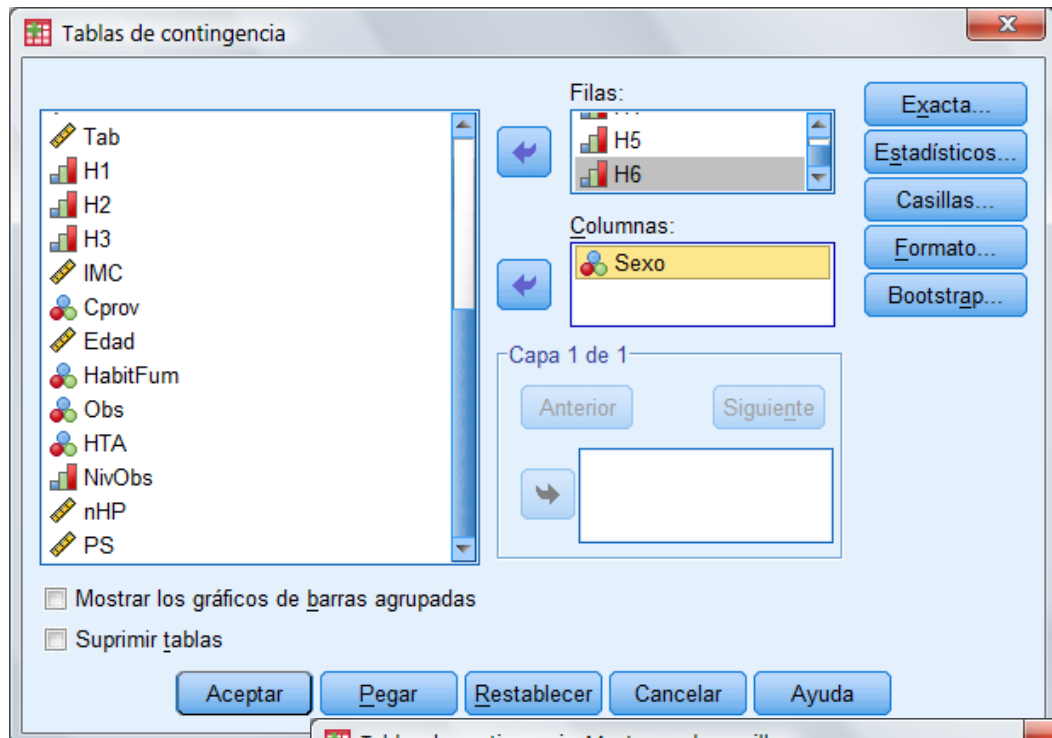 Tablas de contingencia
Tab
H1
H2
H3
IMC
Cprov
Edad
HabitFum
Obs
HTA
NivObs
nHP
PS
Filas:
H5
H6
Columnas:
Sexo
Capa 1 de 1
Anterior
Siguiente
Exacta...
Estadísticos...
Casillas...
Formato...
Bootstrap...
Mostrar los gráficos de barras agrupadas
Suprimir tablas
Aceptar
Pegar
Restablecer
Cancelar
Ayuda